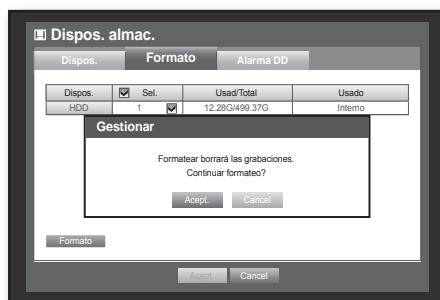 Dispos. almac.
Dispos. Formato Alarma DD
Dispos. Sel. Usad/Total Usado
HDD 1 12.28G/499.37G Interno
Gestionar
Formatear borrará las grabaciones.
Continuar formateo?
Acept. Cancel
Formato
Acept. Cancel